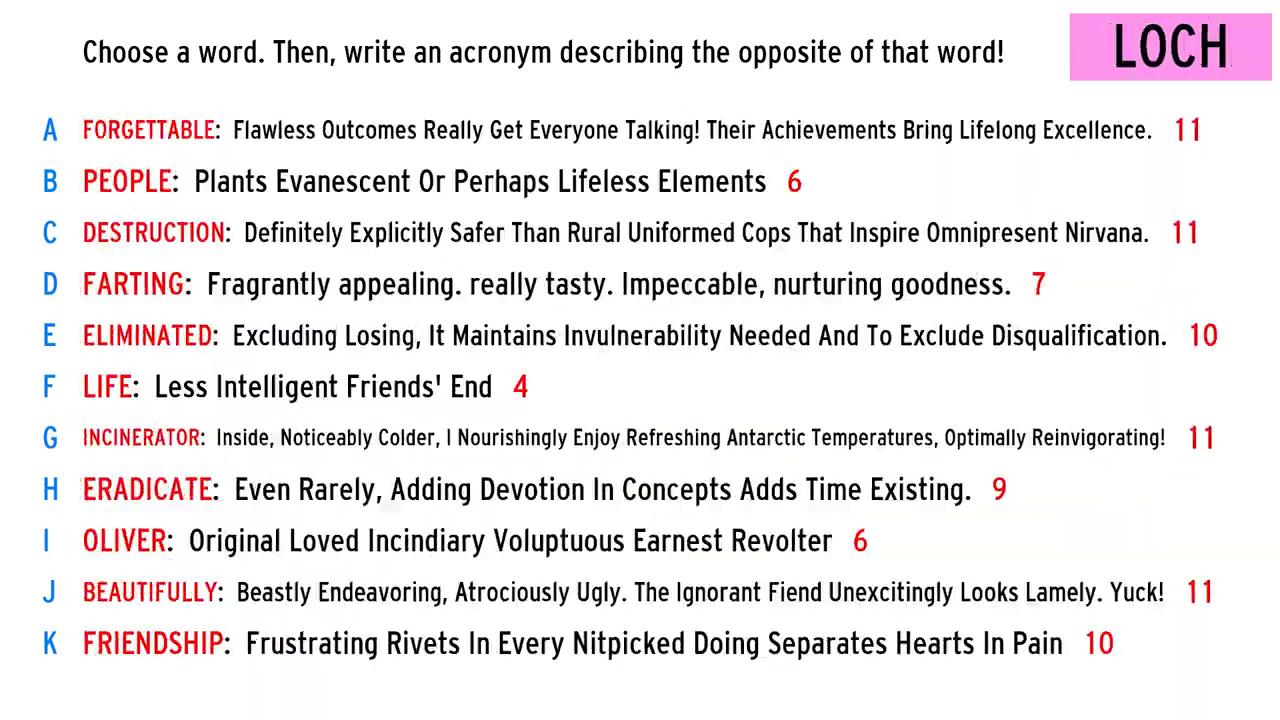 Choose a word. Then, write an acronym describing the opposite of that word!
LOCH
A FORGETTABLE: Flawless Outcomes Really Get Everyone Talking! Their Achievements Bring Lifelong Excellence. 11
B PEOPLE: Plants Evanescent Or Perhaps Lifeless Elements 6
C DESTRUCTION: Definitely Explicitly Safer Than Rural Uniformed Cops That Inspire Omnipresent Nirvana. 11
D FARTING: Fragrantly appealing. really tasty. Impeccable, nurturing goodness. 7
E ELIMINATED: Excluding Losing, It Maintains Invulnerability Needed And To Exclude Disqualification. 10
F LIFE: Less Intelligent Friends' End 4
G INCINERATOR: Inside, Noticeably Colder, I Nourishingly Enjoy Refreshing Antarctic Temperatures, Optimally Reinvigorating! 11
H ERADICATE: Even Rarely, Adding Devotion In Concepts Adds Time Existing. 9
I OLIVER: Original Loved Incindiary Voluptuous Earnest Revolter 6
J BEAUTIFULLY: Beastly Endeavoring, Atrociously Ugly. The Ignorant Fiend Unexcitingly Looks Lamely. Yuck! 11
K FRIENDSHIP: Frustrating Rivets In Every Nitpicked Doing Separates Hearts In Pain 10